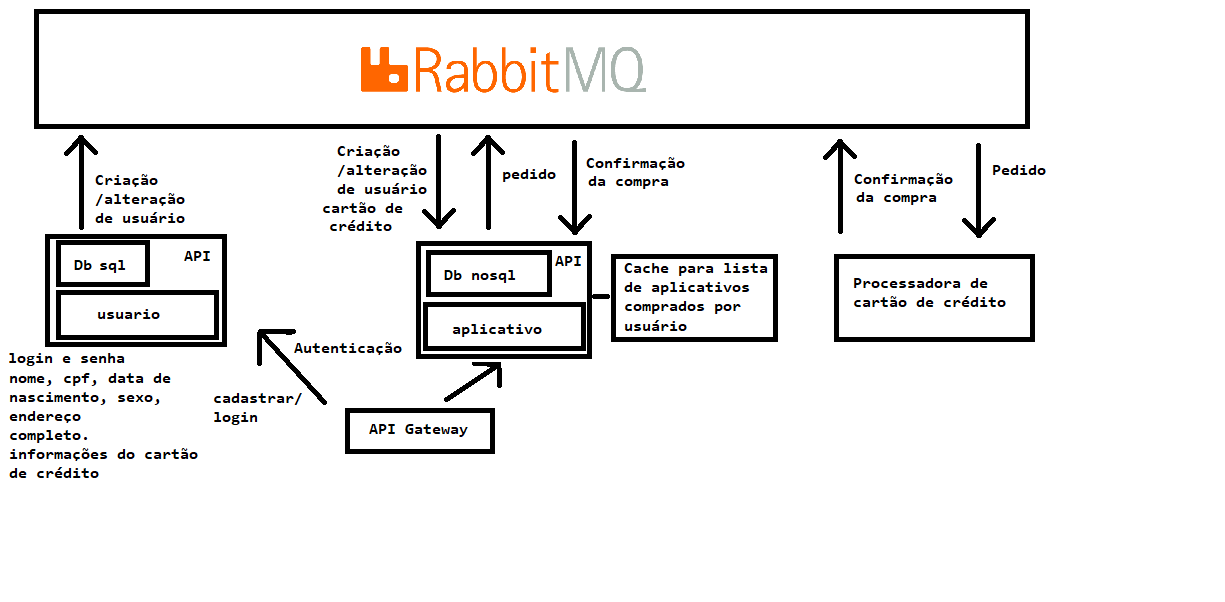 RabbitMQ
Criação
/alteração
de usuário
Criação
/alteração
de usuário
cartão de
crédito
pedido
Confirmação
da compra
Confirmação
da compra
Pedido
Db sql
API
usuario
Db nosql
API
aplicativo
Cache para lista
de aplicativos
comprados por
usuário
Processadora de
cartão de crédito
login e senha
nome, cpf, data de
nascimento, sexo,
endereço
completo.
informações do cartão
de crédito
Autenticação
cadastrar/
login
API Gateway